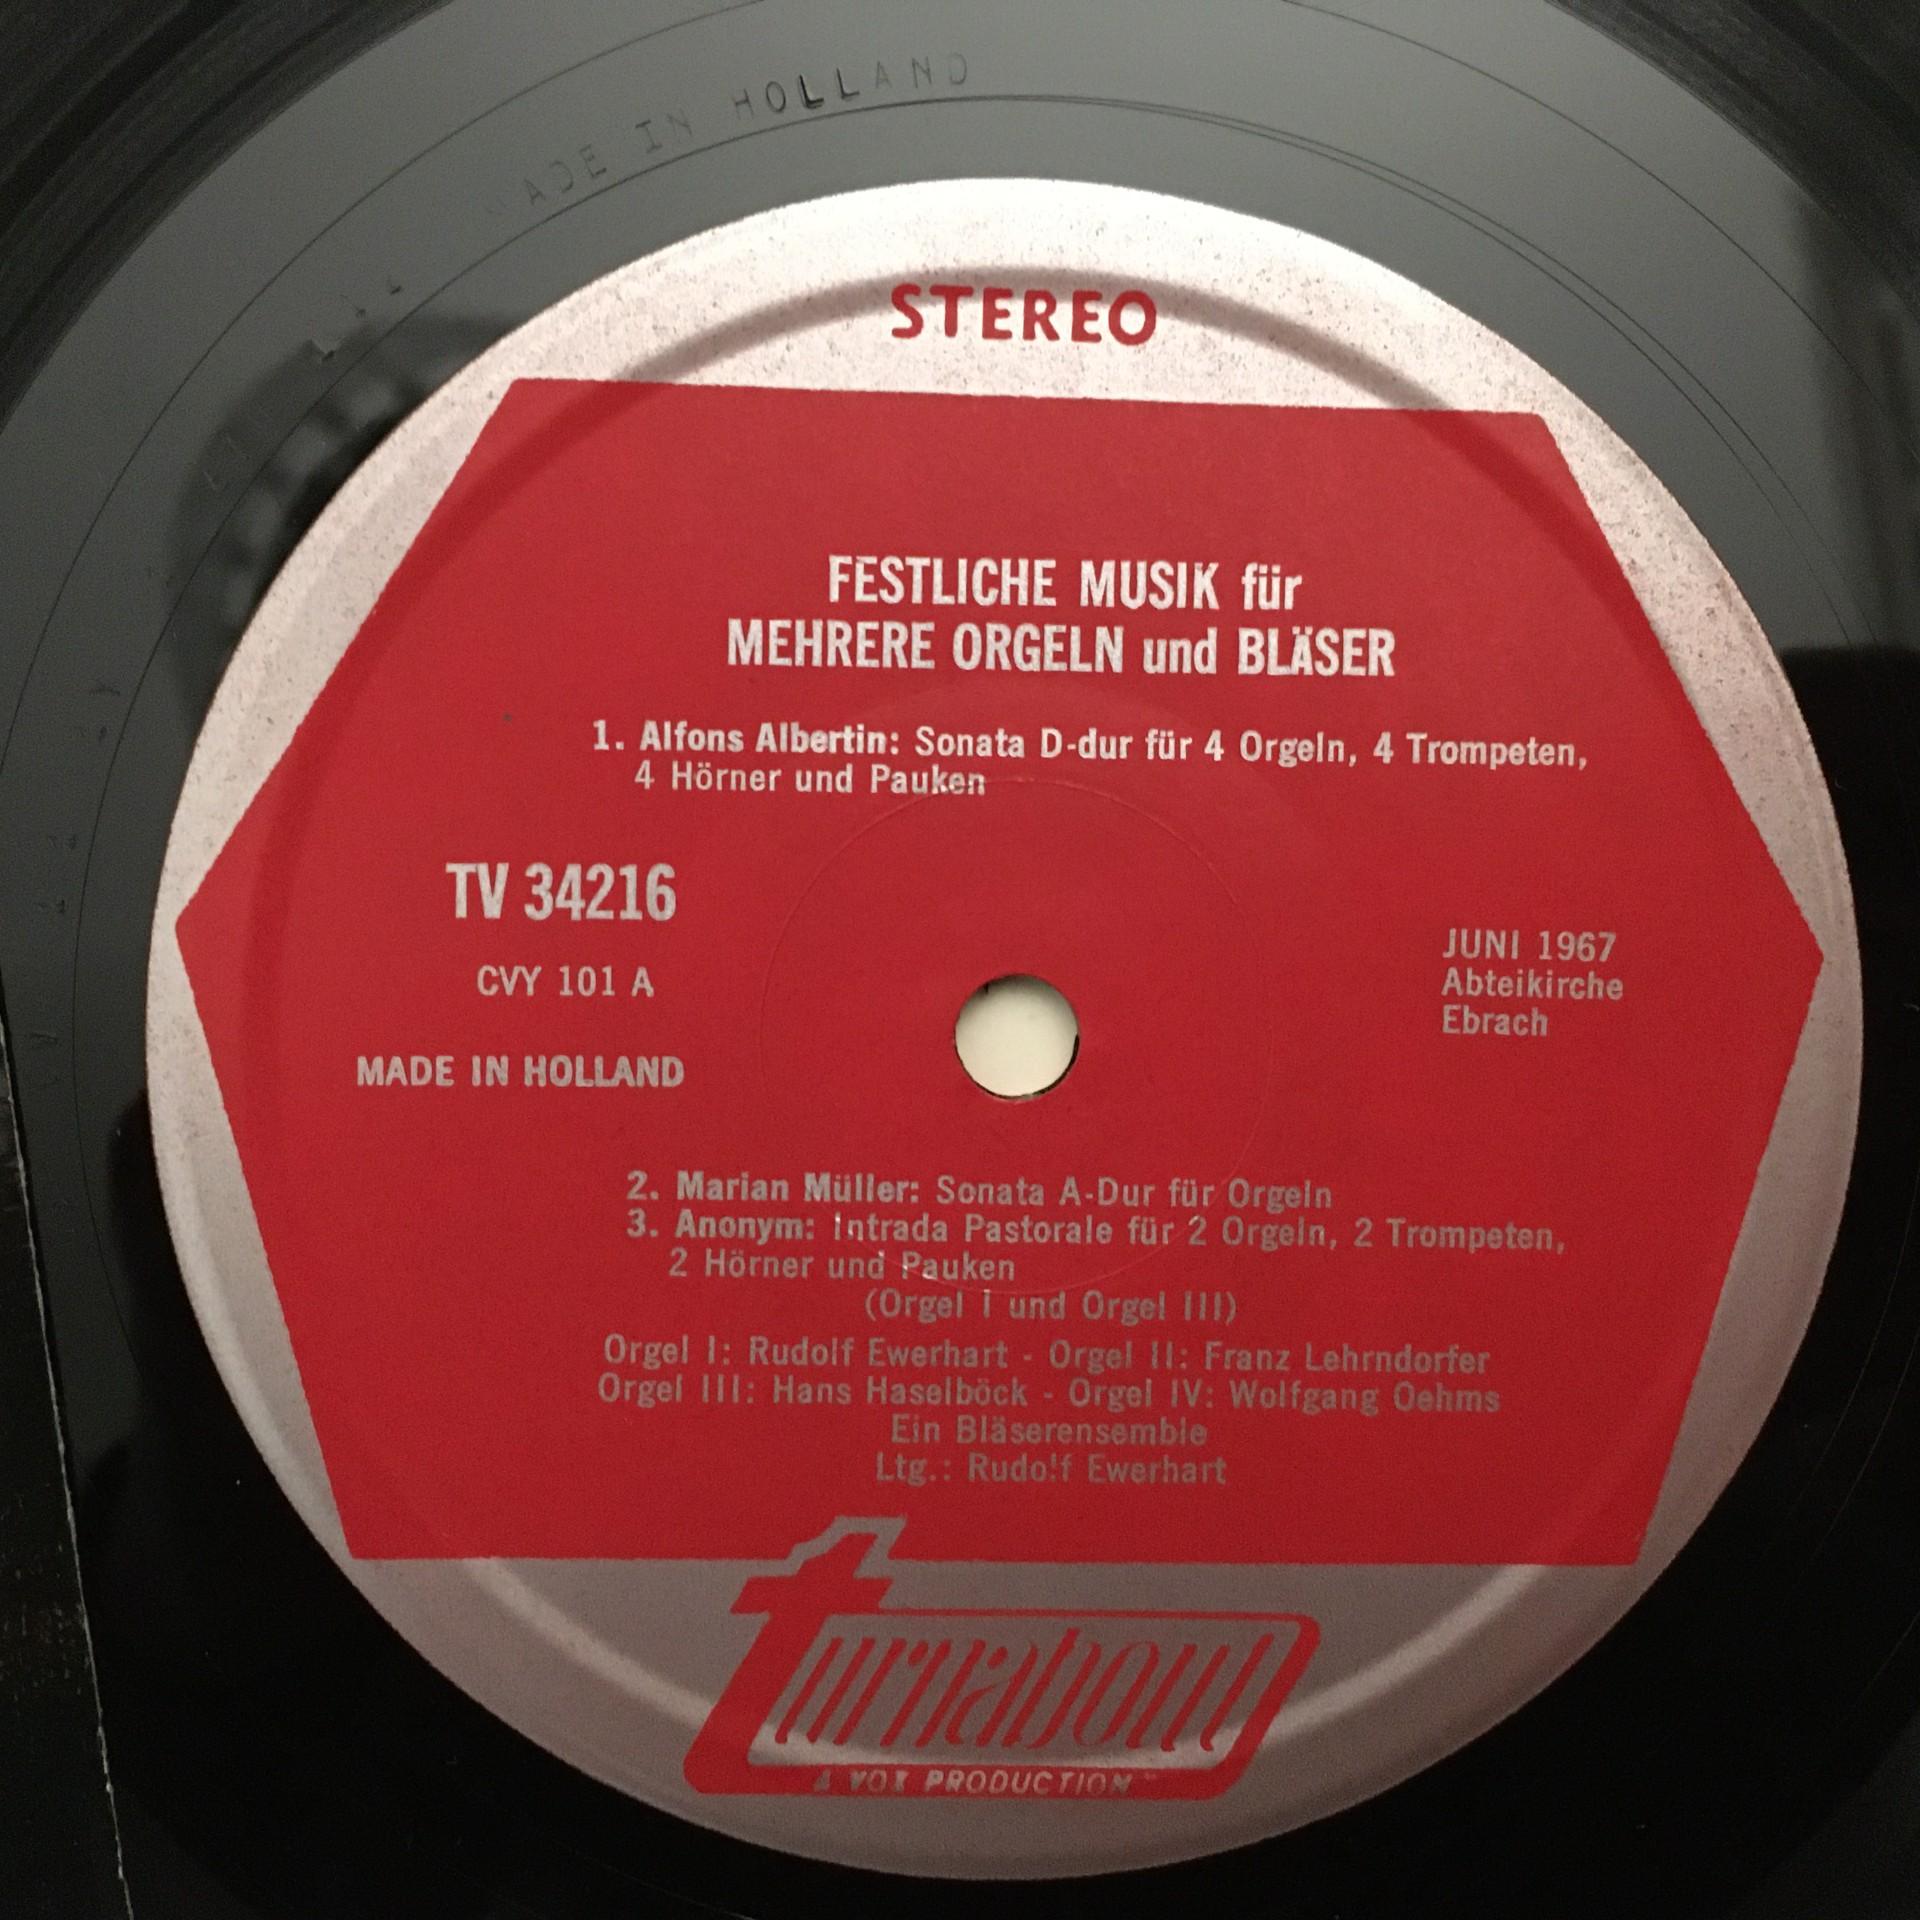 ADE IN HOLLAND
STEREO
FESTLICHE MUSIK für
MEHRERE ORGELN und BLÄSER
1. Alfons Albertin: Sonata D-dur für 4 Orgeln, 4 Trompeten,
4 Hörner und Pauken
TV 34216
CVY 101 A
MADE IN HOLLAND
JUNI 1967
Abteikirche
Ebrach
2. Marian Müller: Sonata A-Dur für Orgeln
3. Anonym: Intrada Pastorale für 2 Orgeln, 2 Trompeten,
2 Hörner und Pauken
(Orgel I und Orgel III)
Orgel I: Rudolf Ewerhart - Orgel II: Franz Lehrndorfer
Orgel III: Hans Haselböck - Orgel IV: Wolfgang Oehms
Ein Bläserensemble
Ltg.: Rudolf Ewerhart
turnabout
A VOX PRODUCTION